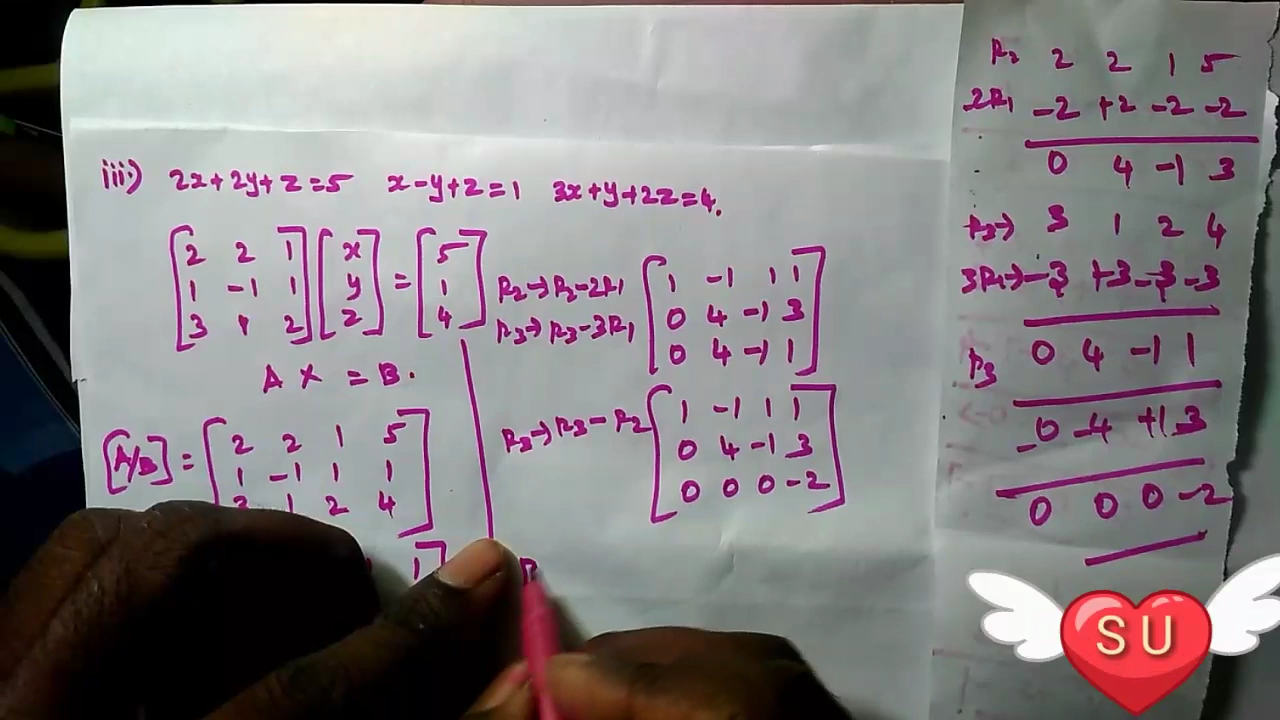 iii) 2x+2y+z=5 x-y+z=1 3x+y+2z=4.
2 2 1 x 5
1 -1 1 y = 1
3 1 2 z 4
A X = B.
[A/B] = 2 2 1 5
1 -1 1 1
3 1 2 4
1
R2→R2-2R1
R3→R3-3R1
1 -1 1 1
0 4 -1 3
0 4 -1 1
R3→R3-R2
1 -1 1 1
0 4 -1 3
0 0 0 -2
R2 2 2 1 5
2R1 -2 +2 -2 -2
0 4 -1 3
R3→ 3 1 2 4
3R1→ -3 +3 -3 -3
R3 0 4 -1 1
-0 -4 +1 -3
0 0 0 -2
SU